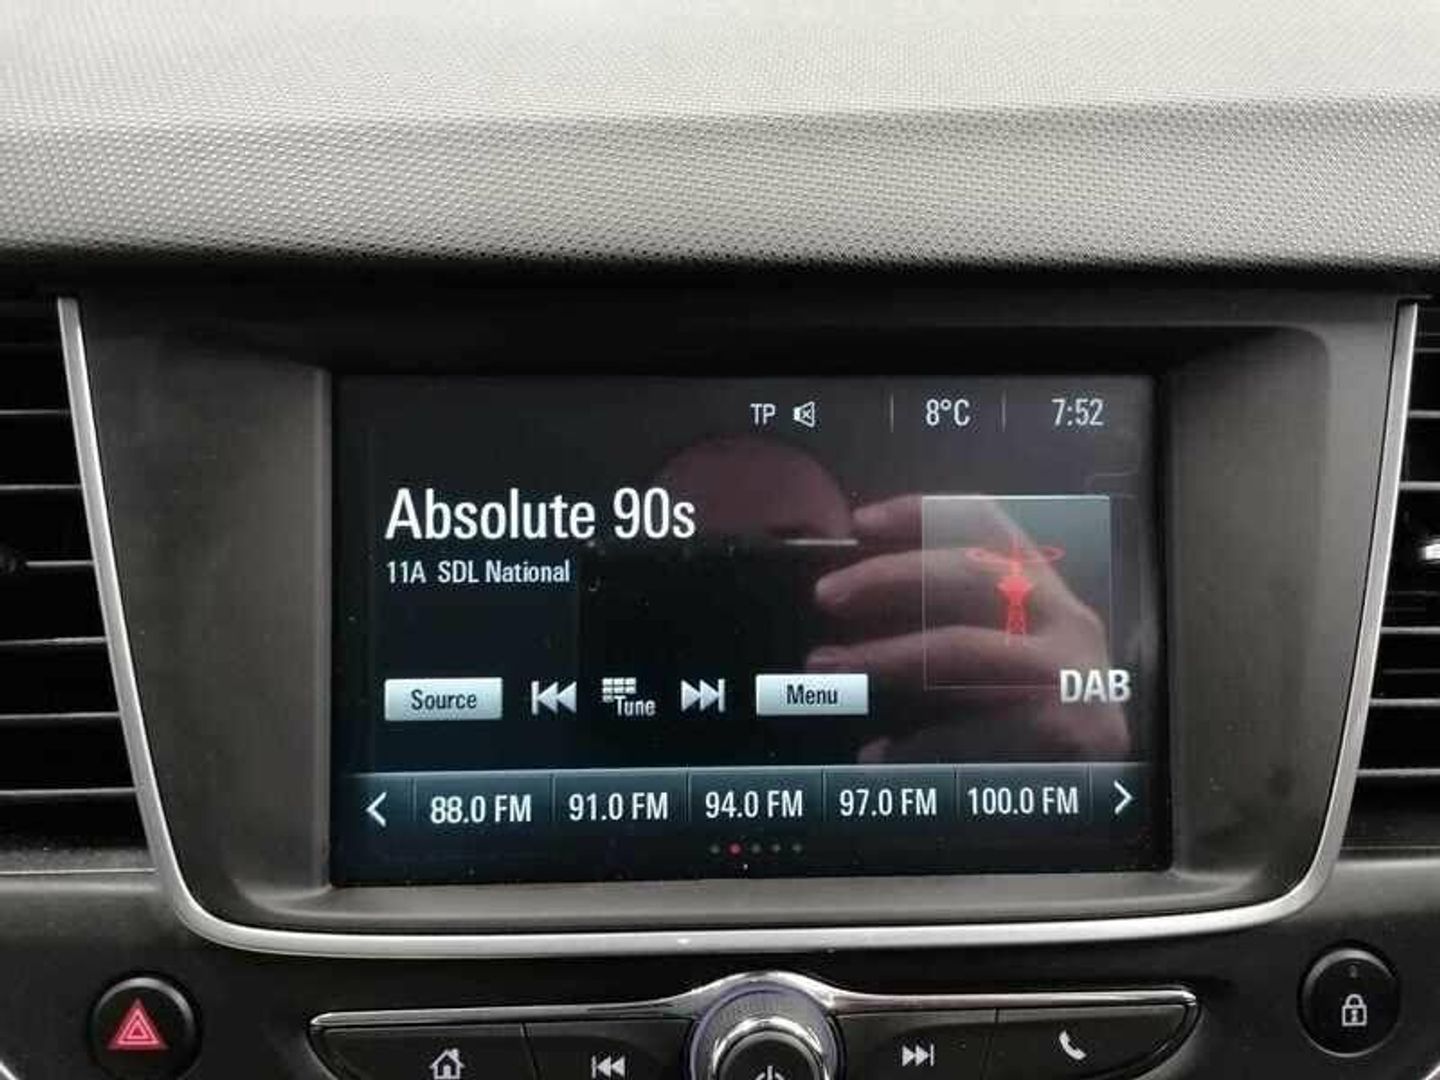 TP 8°C 7:52
Absolute 90s
11A SDL National
DAB
Source Tune Menu
88.0 FM 91.0 FM 94.0 FM 97.0 FM 100.0 FM